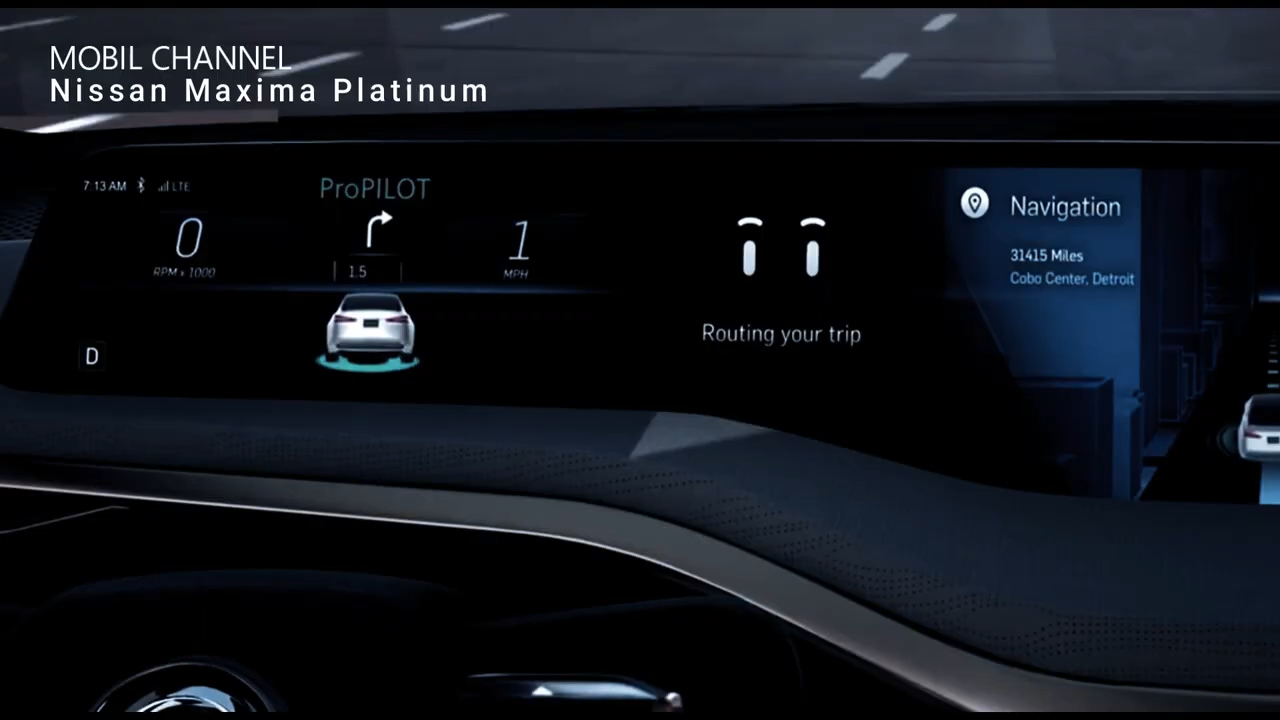 MOBIL CHANNEL
Nissan Maxima Platinum
7:13 AM LTE
ProPILOT
0
RPM x 1000
1.5
1
MPH
D
Routing your trip
Navigation
31415 Miles
Cobo Center, Detroit